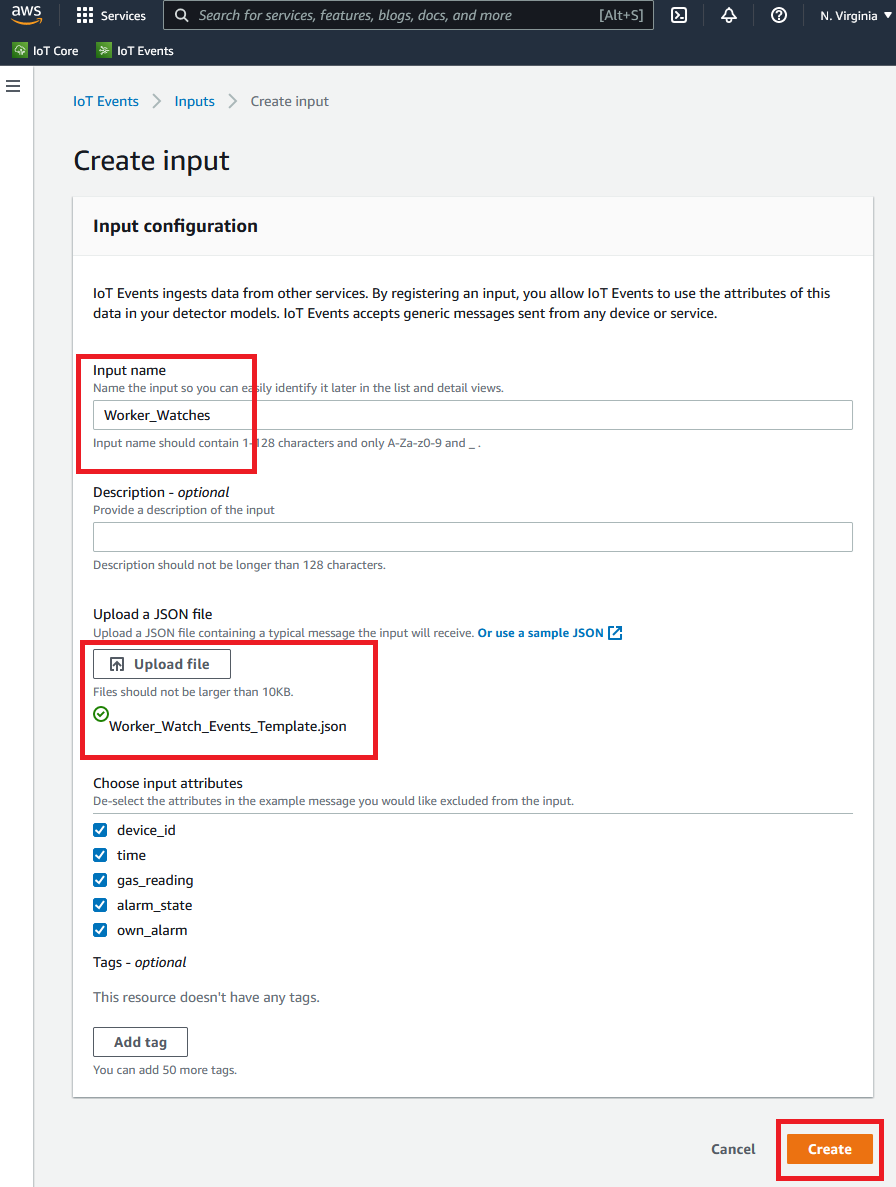 aws
Services
Search for services, features, blogs, docs, and more [Alt+S]
N. Virginia
IoT Core
IoT Events
IoT Events
Inputs
Create input
Create input
Input configuration
IoT Events ingests data from other services. By registering an input, you allow IoT Events to use the attributes of this
data in your detector models. IoT Events accepts generic messages sent from any device or service.
Input name
Name the input so you can easily identify it later in the list and detail views.
Worker_Watches
Input name should contain 1-128 characters and only A-Za-z0-9 and _ .
Description - optional
Provide a description of the input
Description should not be longer than 128 characters.
Upload a JSON file
Upload a JSON file containing a typical message the input will receive. Or use a sample JSON
Upload file
Files should not be larger than 10KB.
Worker_Watch_Events_Template.json
Choose input attributes
De-select the attributes in the example message you would like excluded from the input.
device_id
time
gas_reading
alarm_state
own_alarm
Tags - optional
This resource doesn't have any tags.
Add tag
You can add 50 more tags.
Cancel
Create